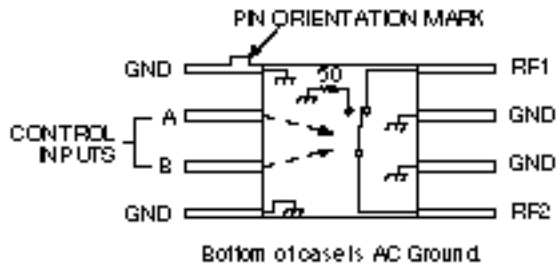 PIN ORIENTATION MARK
GND
50
RF1
A
GND
CONTROL
INPUTS
B
GND
GND
RF2
Bottom of case is AC Ground.